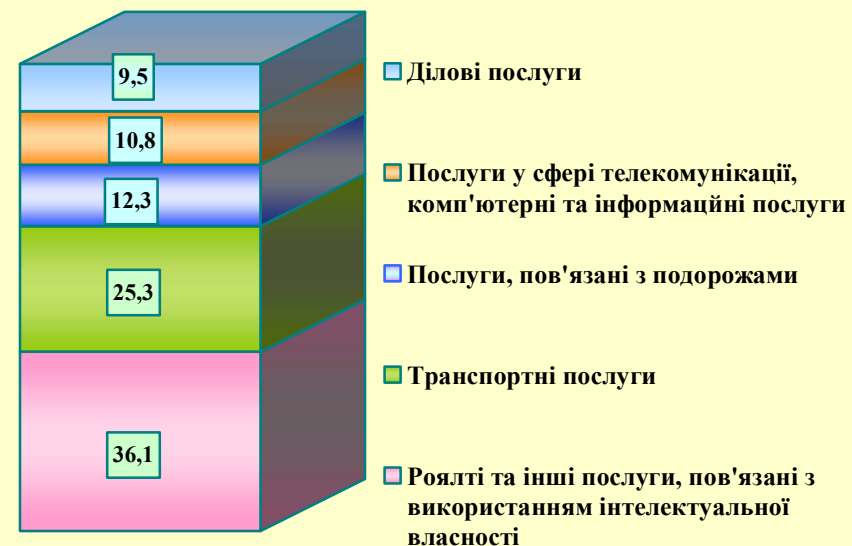 9,5
10,8
12,3
25,3
36,1
Ділові послуги
Послуги у сфері телекомунікації,
комп'ютерні та інформаційні послуги
Послуги, пов'язані з подорожами
Транспортні послуги
Роялті та інші послуги, пов'язані з
використанням інтелектуальної
власності